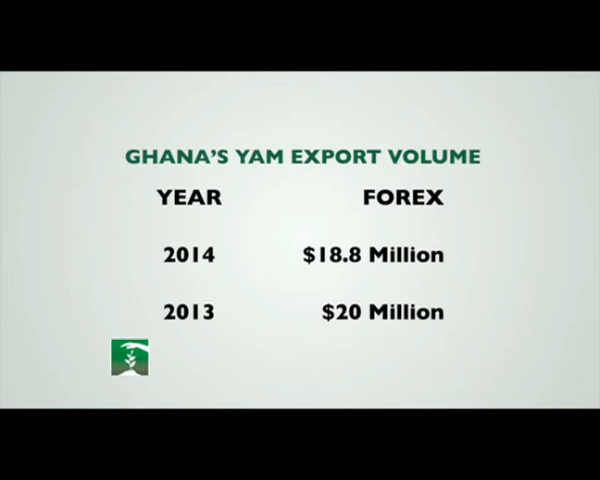 GHANA'S YAM EXPORT VOLUME
YEAR FOREX
2014 $18.8 Million
2013 $20 Million